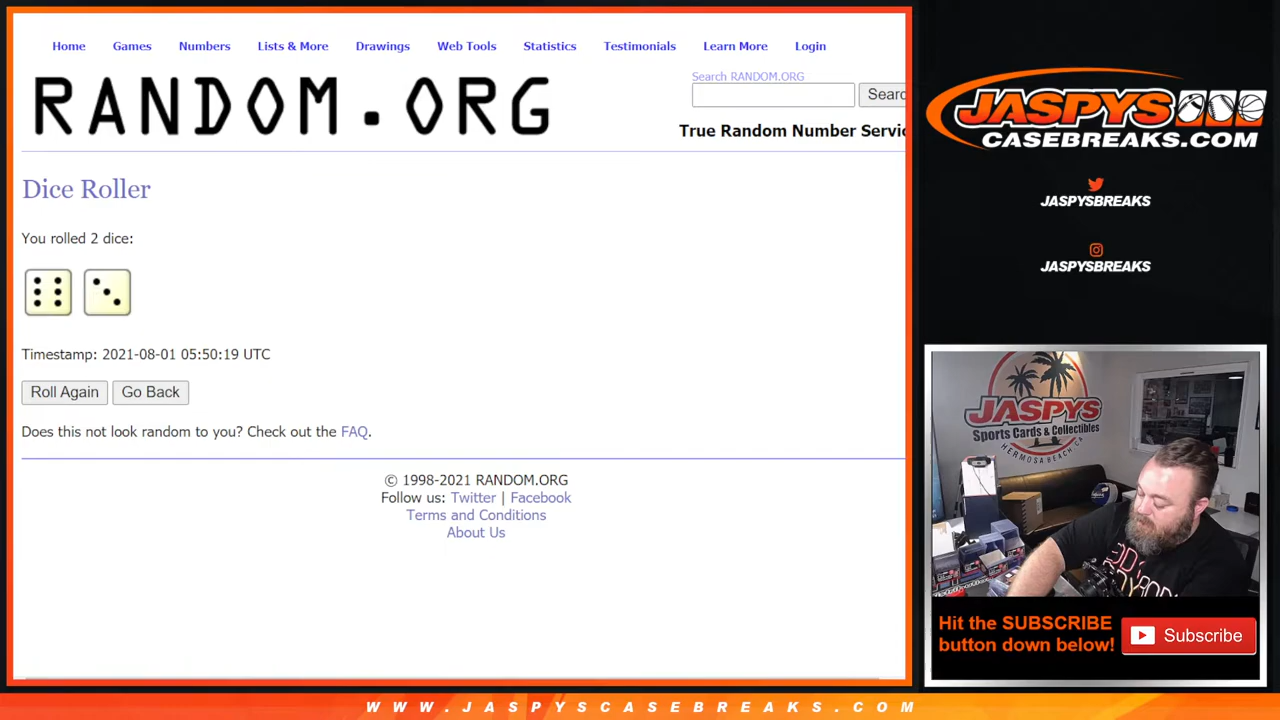 Home Games Numbers Lists & More Drawings Web Tools Statistics Testimonials Learn More Login
RANDOM.ORG
Search RANDOM.ORG
Searc
True Random Number Servic
Dice Roller
You rolled 2 dice:
Timestamp: 2021-08-01 05:50:19 UTC
Roll Again Go Back
Does this not look random to you? Check out the FAQ.
© 1998-2021 RANDOM.ORG
Follow us: Twitter | Facebook
Terms and Conditions
About Us
JASPYS
CASEBREAKS.COM
JASPYSBREAKS
JASPYSBREAKS
JASPYS
Sports Cards & Collectibles
HERMOSA BEACH CA
Hit the SUBSCRIBE
button down below!
Subscribe
WWW.JASPYSCASEBREAKS.COM